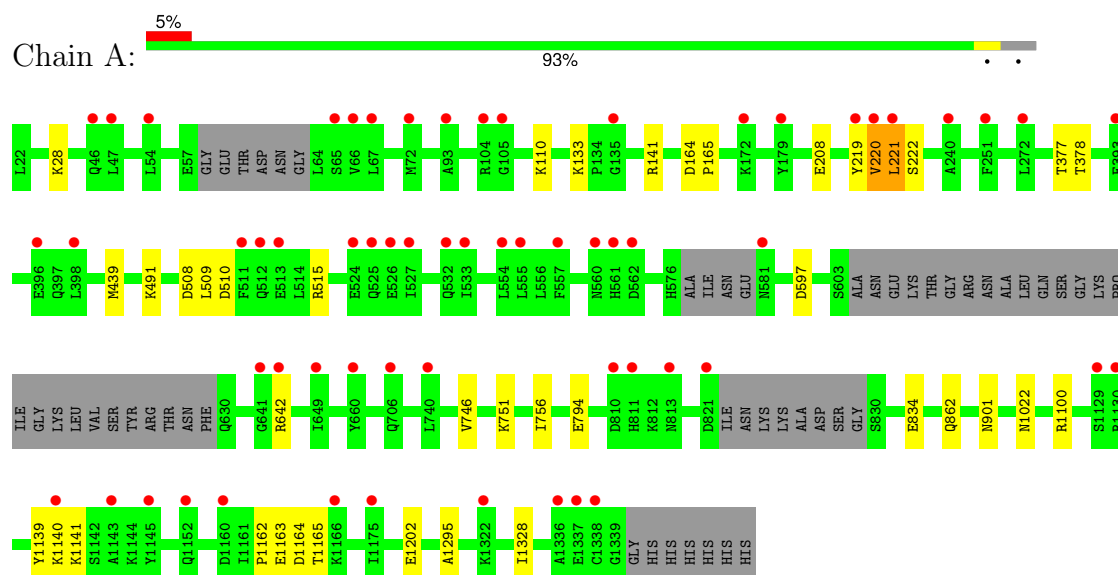 5%
Chain A:
93%
L22 K28 Q46 L47 L54 E57 GLY GLU THR ASP ASN GLY L64 S65 V66 L67 M72 A93 R104 G105 K110 K133 P134 G135 R141 D164 P165 K172 Y179 E208 Y219 V220 L221 S222 A240 F251 L272 T377 T378 E393
E396 Q397 L398 M439 K491 D508 L509 D510 F511 Q512 E513 L514 R515 E524 Q525 E526 I527 Q532 I533 L554 L555 L556 F557 N560 H561 D562 H576 ALA ILE ASN GLU N581 D597 S603 ALA ASN GLU LYS THR GLY ARG ASN ALA LEU GLN SER GLY LYS PRO
ILE GLY LYS LEU VAL SER TYR ARG THR ASN PHE Q630 G641 R642 I649 Y660 Q706 L740 V746 K751 I756 E794 D810 H811 K812 N813 D821 ILE ASN LYS LYS ALA ASP SER GLY S830 E834 Q862 N901 N1022 R1100 S1129
Y1139 K1140 K1141 S1142 A1143 K1144 Y1145 Q1152 D1160 I1161 P1162 E1163 D1164 T1165 K1166 I1175 E1202 A1295 K1322 I1328 A1336 E1337 C1338 G1339 GLY HIS HIS HIS HIS HIS HIS